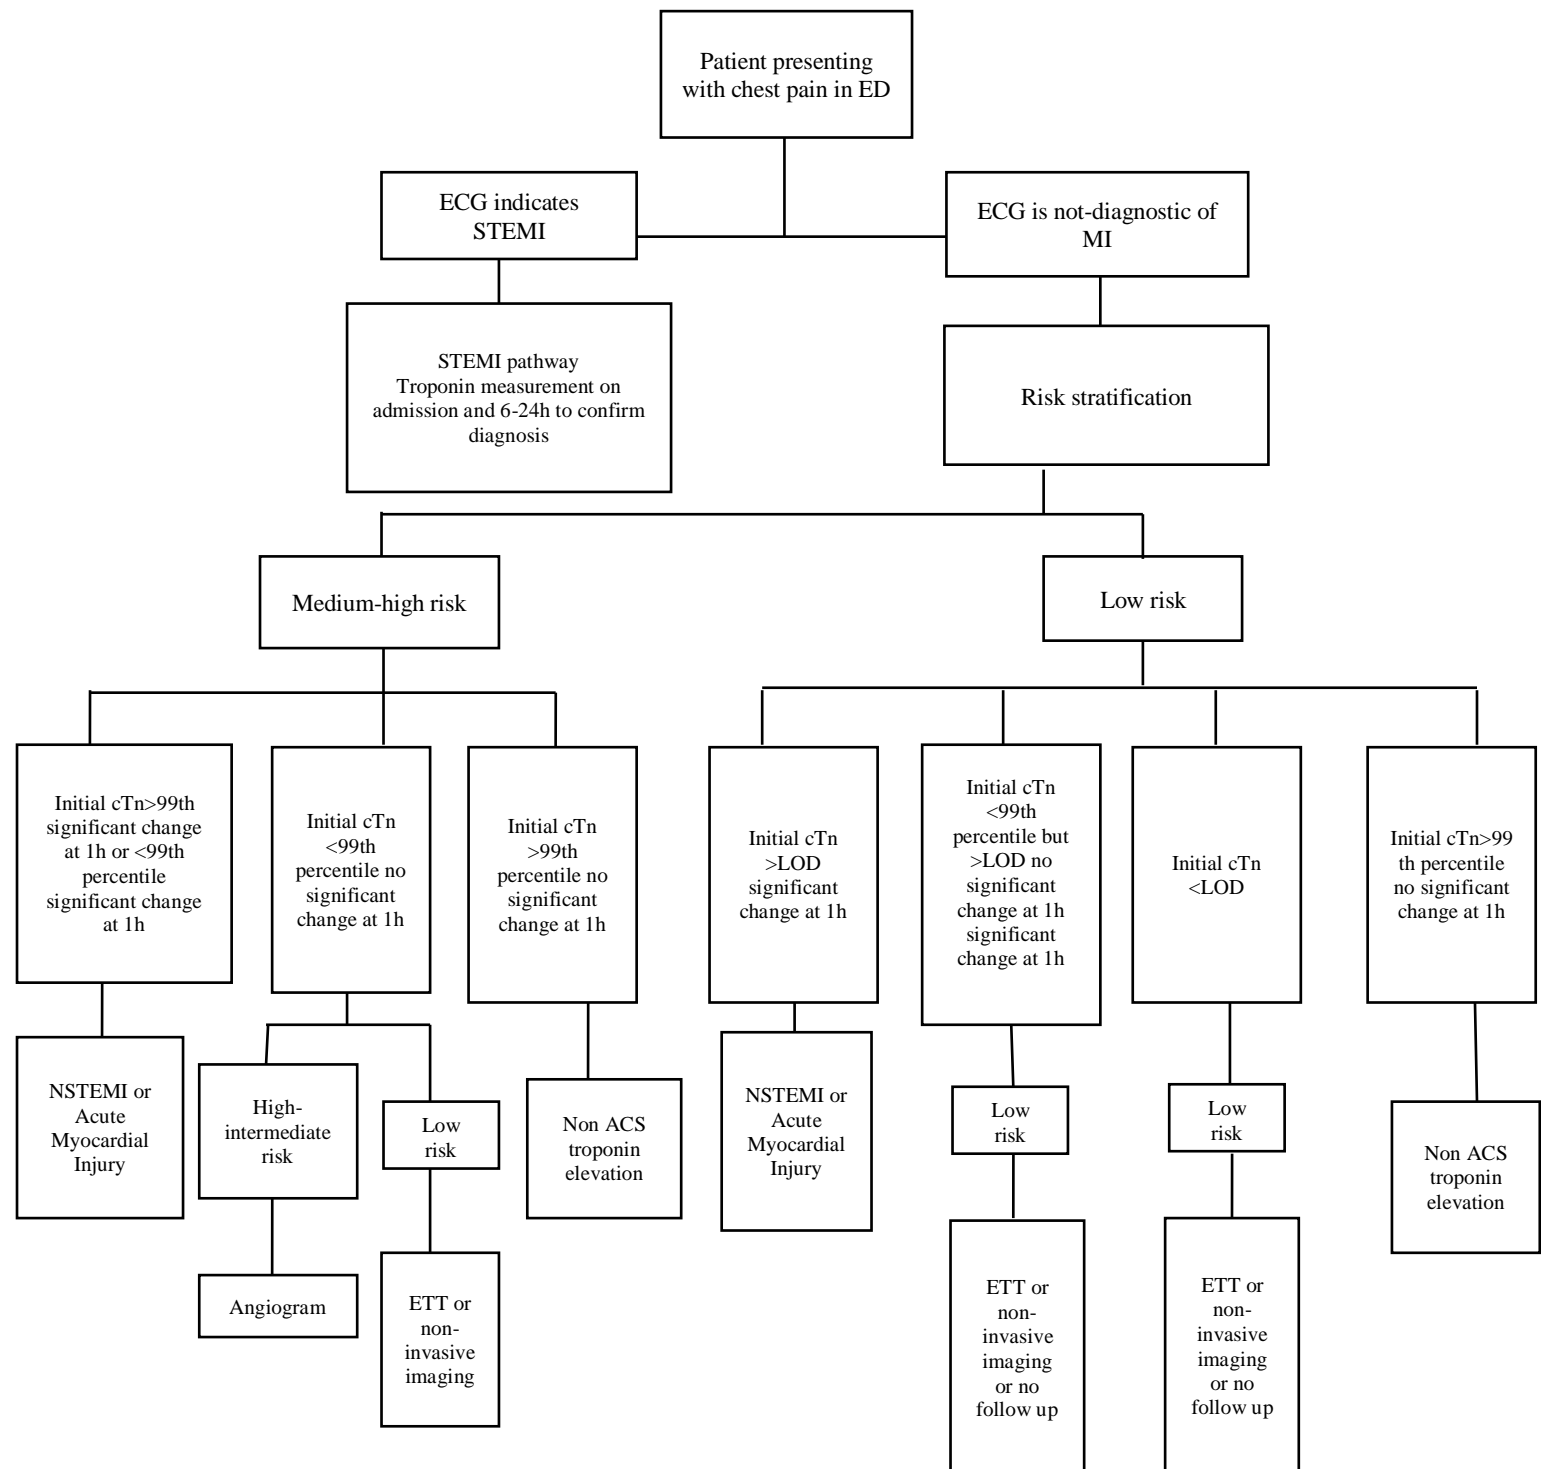 Patient presenting
with chest pain in ED
ECG indicates
STEMI
ECG is not-diagnostic of
MI
STEMI pathway
Troponin measurement on
admission and 6-24h to confirm
diagnosis
Risk stratification
Medium-high risk
Low risk
Initial cTn>99th
significant change
at 1h or <99th
percentile
significant change
at 1h
Initial cTn
<99th
percentile no
significant
change at 1h
Initial cTn
>99th
percentile no
significant
change at 1h
Initial cTn
>LOD
significant
change at 1h
Initial cTn
<99th
percentile but
>LOD no
significant
change at 1h
significant
change at 1h
Initial cTn
<LOD
Initial cTn>99
th percentile
no significant
change at 1h
NSTEMI or
Acute
Myocardial
Injury
High-
intermediate
risk
Low
risk
Non ACS
troponin
elevation
NSTEMI or
Acute
Myocardial
Injury
Low
risk
Low
risk
Non ACS
troponin
elevation
Angiogram
ETT or
non-
invasive
imaging
ETT or
non-
invasive
imaging
or no
follow up
ETT or
non-
invasive
imaging
or no
follow up